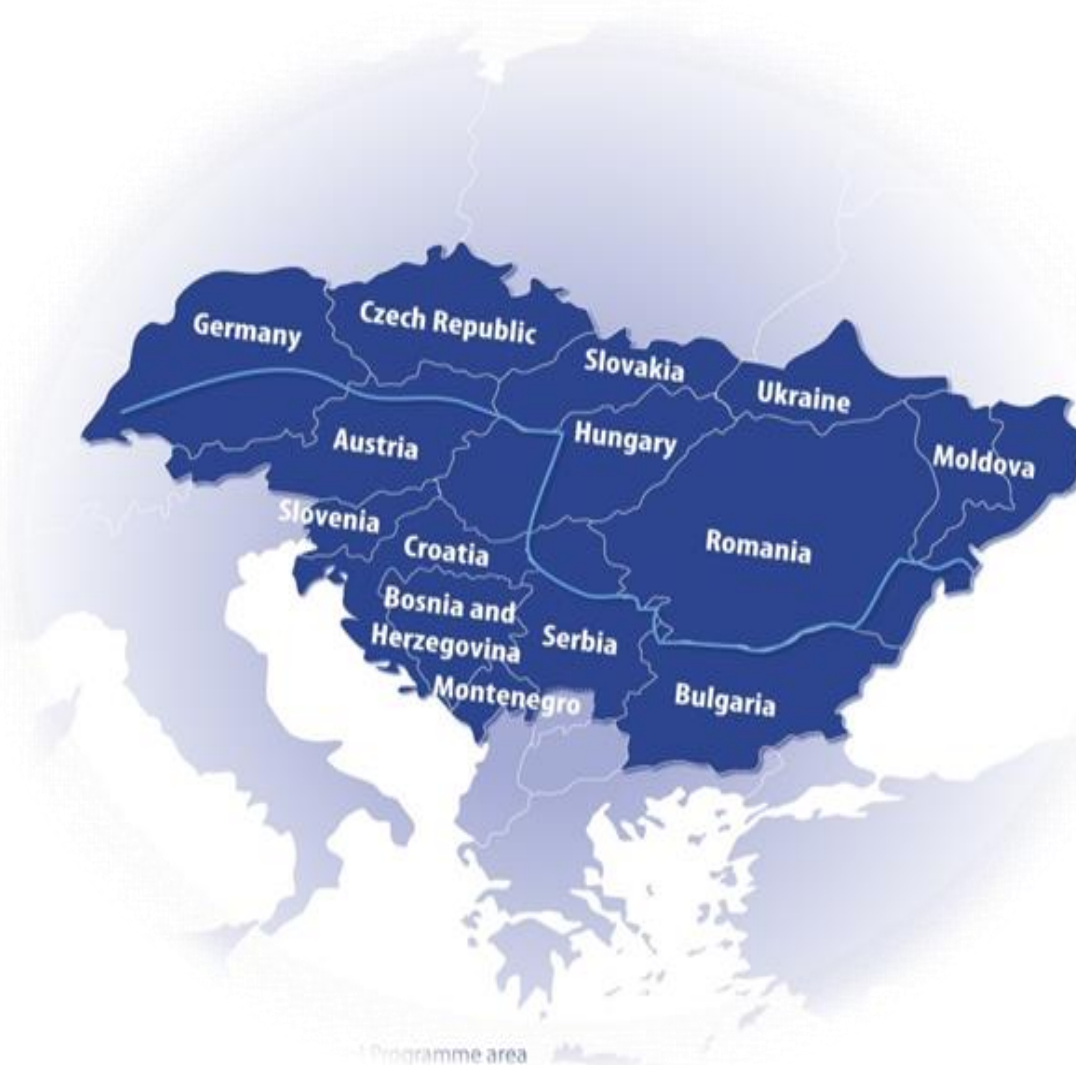 Germany
Czech Republic
Slovakia
Ukraine
Austria
Hungary
Moldova
Slovenia
Croatia
Romania
Bosnia and
Herzegovina
Serbia
Montenegro
Bulgaria
Programme area